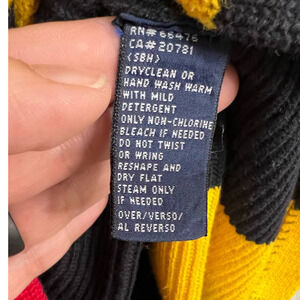 RN# 66476
CA# 20781
<SBH>
DRYCLEAN OR
HAND WASH WARM
WITH MILD
DETERGENT
ONLY NON-CHLORINE
BLEACH IF NEEDED
DO NOT TWIST
OR WRING
RESHAPE AND
DRY FLAT
STEAM ONLY
IF NEEDED
OVER/VERSO/
AL REVERSO